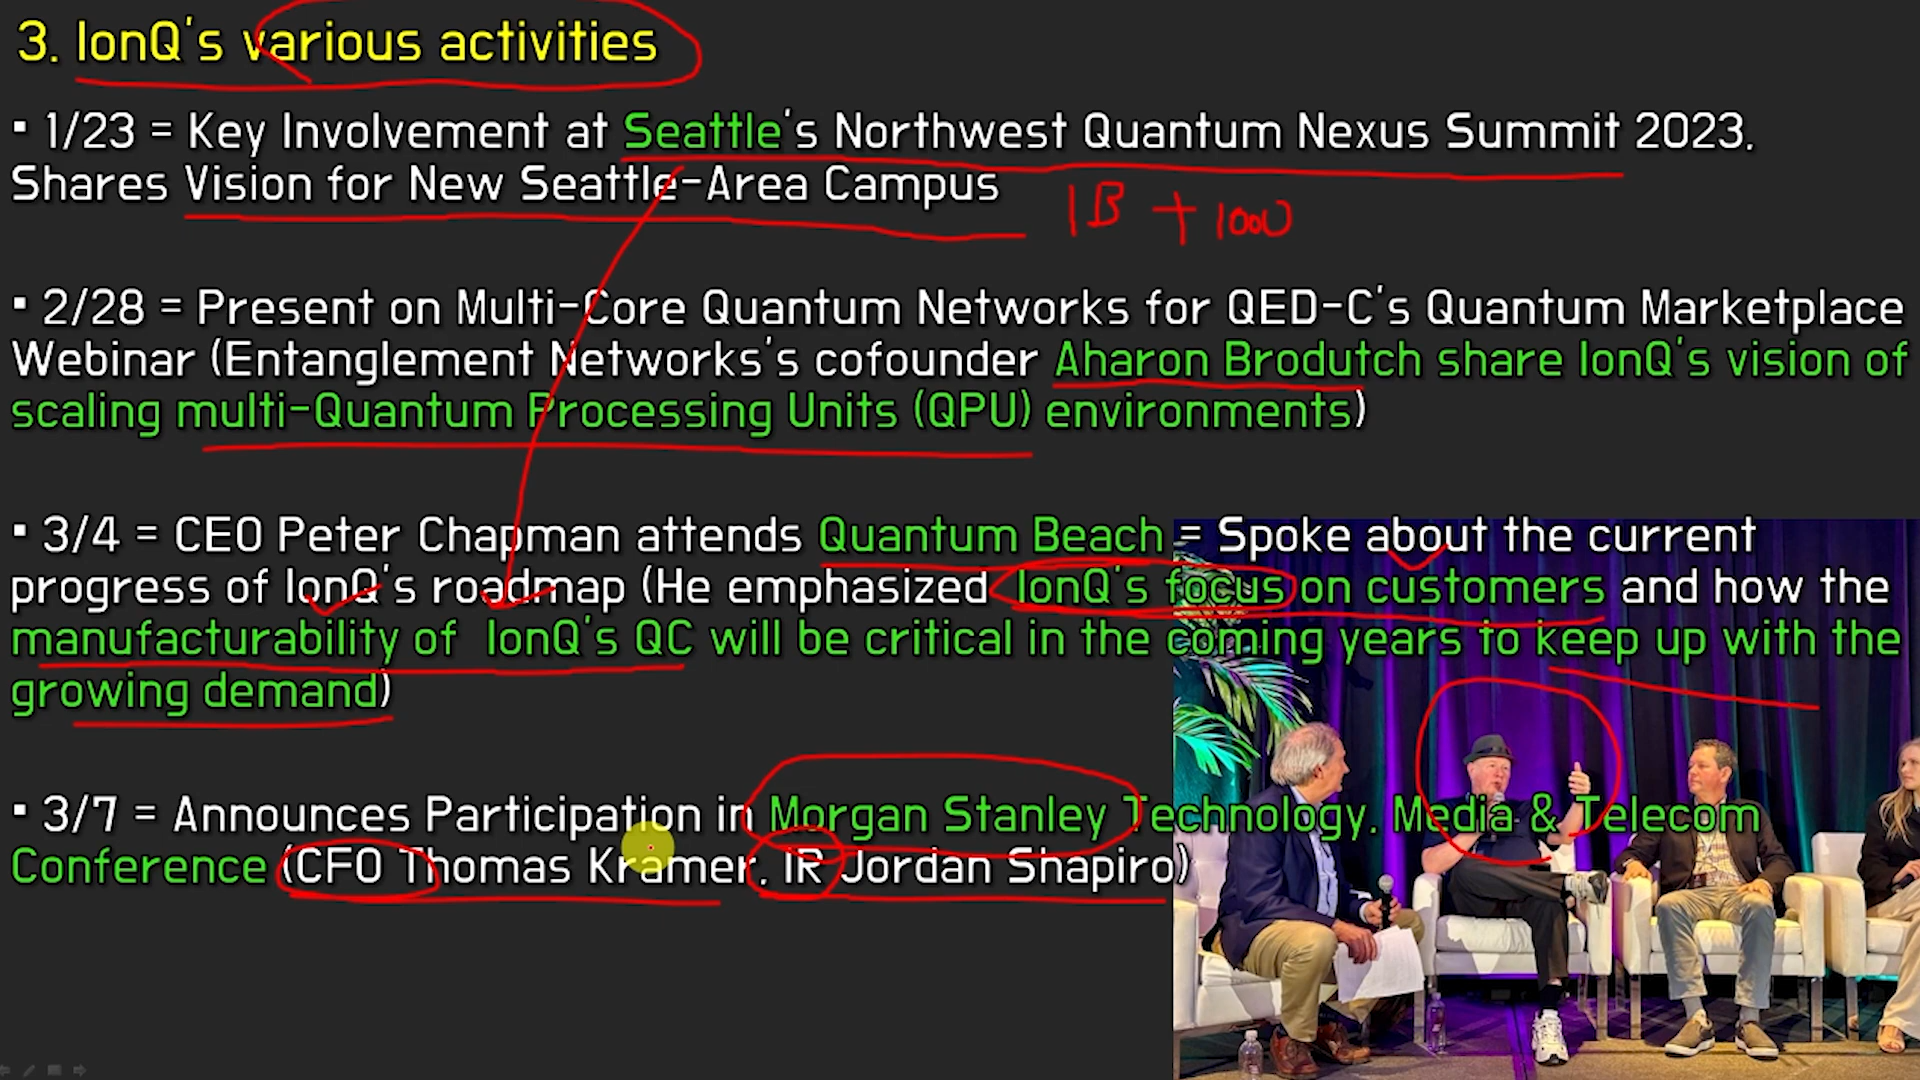 3. IonQ's various activities
▪ 1/23 = Key Involvement at Seattle's Northwest Quantum Nexus Summit 2023.
Shares Vision for New Seattle-Area Campus
1B + 1000
▪ 2/28 = Present on Multi-Core Quantum Networks for QED-C's Quantum Marketplace
Webinar (Entanglement Networks's cofounder Aharon Brodutch share IonQ's vision of
scaling multi-Quantum Processing Units (QPU) environments)
▪ 3/4 = CEO Peter Chapman attends Quantum Beach = Spoke about the current
progress of IonQ's roadmap (He emphasized IonQ's focus on customers and how the
manufacturability of IonQ's QC will be critical in the coming years to keep up with the
growing demand)
▪ 3/7 = Announces Participation in Morgan Stanley Technology, Media & Telecom
Conference (CFO Thomas Kramer, IR Jordan Shapiro)